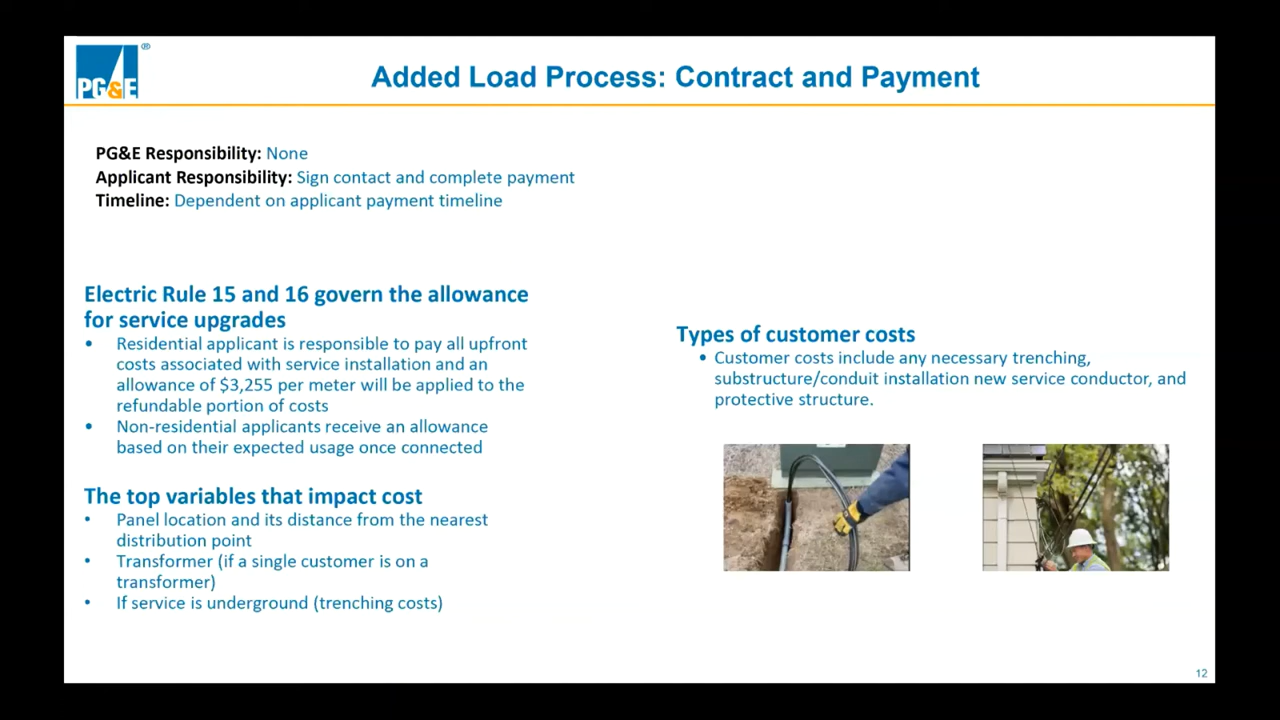 PG&E®
Added Load Process: Contract and Payment
PG&E Responsibility: None
Applicant Responsibility: Sign contact and complete payment
Timeline: Dependent on applicant payment timeline
Electric Rule 15 and 16 govern the allowance
for service upgrades
• Residential applicant is responsible to pay all upfront
costs associated with service installation and an
allowance of $3,255 per meter will be applied to the
refundable portion of costs
• Non-residential applicants receive an allowance
based on their expected usage once connected
The top variables that impact cost
• Panel location and its distance from the nearest
distribution point
• Transformer (if a single customer is on a
transformer)
• If service is underground (trenching costs)
Types of customer costs
• Customer costs include any necessary trenching,
substructure/conduit installation new service conductor, and
protective structure.
12